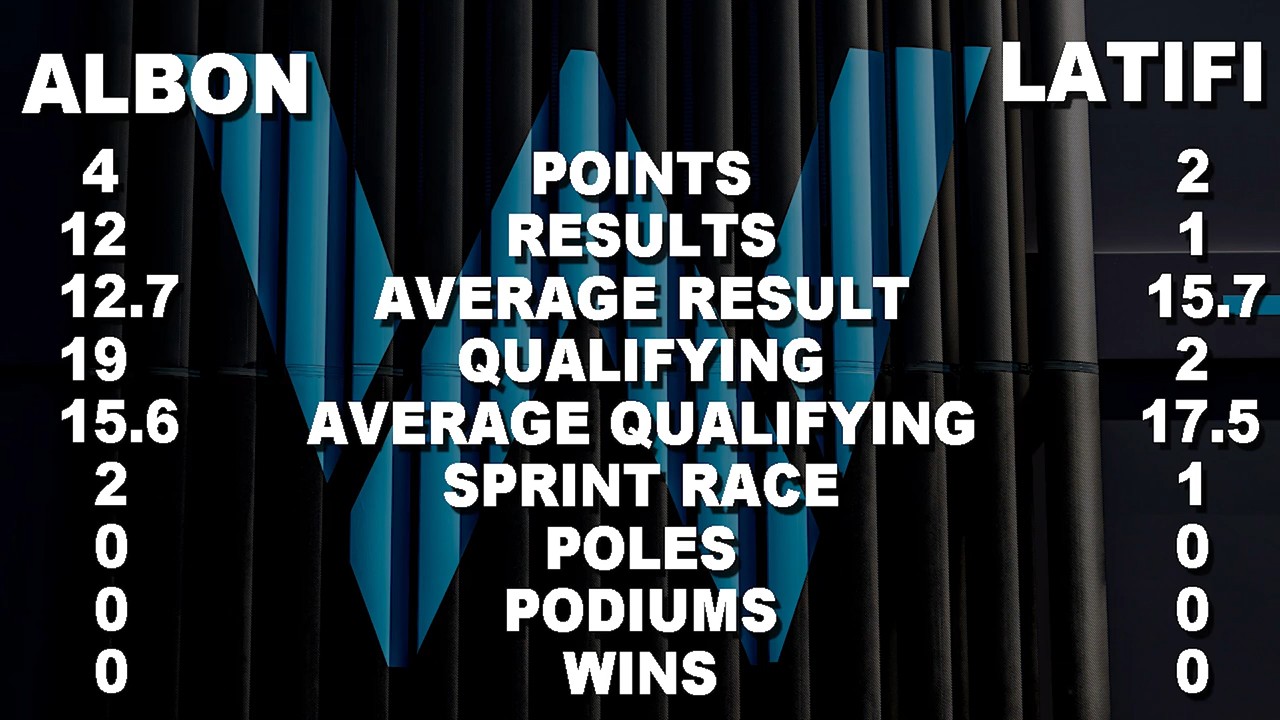 ALBON LATIFI
4 POINTS 2
12 RESULTS 1
12.7 AVERAGE RESULT 15.7
19 QUALIFYING 2
15.6 AVERAGE QUALIFYING 17.5
2 SPRINT RACE 1
0 POLES 0
0 PODIUMS 0
0 WINS 0